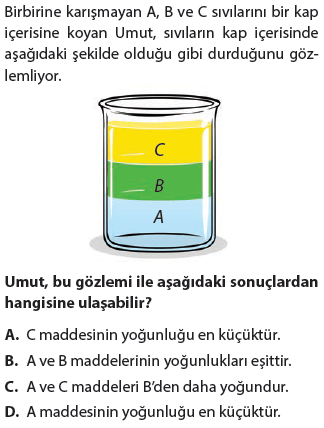 Birbirine karışmayan A, B ve C sıvılarını bir kap
içerisine koyan Umut, sıvıların kap içerisinde
aşağıdaki şekilde olduğu gibi durduğunu göz-
lemliyor.
C
B
A
Umut, bu gözlemi ile aşağıdaki sonuçlardan
hangisine ulaşabilir?
A. C maddesinin yoğunluğu en küçüktür.
B. A ve B maddelerinin yoğunlukları eşittir.
C. A ve C maddeleri B'den daha yoğundur.
D. A maddesinin yoğunluğu en küçüktür.